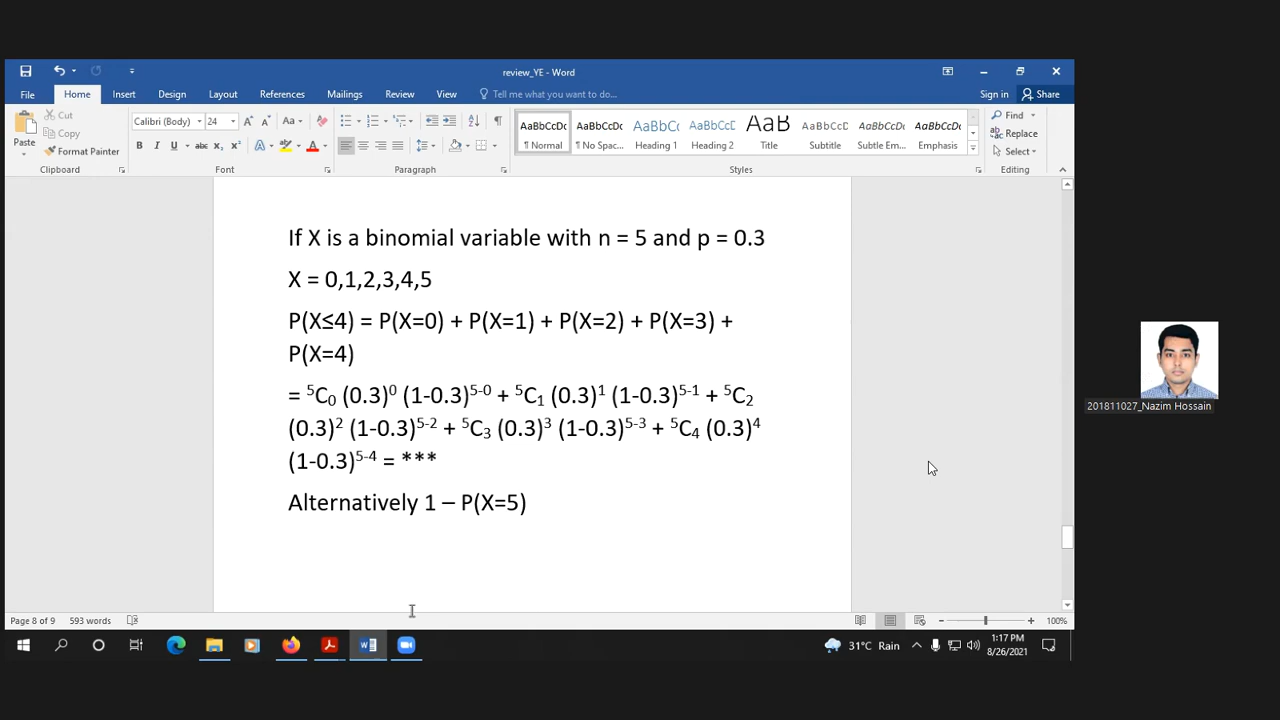 review_YE - Word
Sign in
Share
File
Home
Insert
Design
Layout
References
Mailings
Review
View
Tell me what you want to do...
Paste
Cut
Copy
Format Painter
Clipboard
Calibri (Body)
24
Aa
B I U abc X₂ X²
Font
Paragraph
AaBbCcDc AaBbCcDc AaBbCc AaBbCcD AaB AaBbCcD AaBbCcDc AaBbCcDc
¶ Normal ¶ No Spac... Heading 1 Heading 2 Title Subtitle Subtle Em... Emphasis
Styles
Find
Replace
Select
Editing
If X is a binomial variable with n = 5 and p = 0.3
X = 0,1,2,3,4,5
P(X≤4) = P(X=0) + P(X=1) + P(X=2) + P(X=3) +
P(X=4)
= ⁵C₀ (0.3)⁰ (1-0.3)⁵⁻⁰ + ⁵C₁ (0.3)¹ (1-0.3)⁵⁻¹ + ⁵C₂
(0.3)² (1-0.3)⁵⁻² + ⁵C₃ (0.3)³ (1-0.3)⁵⁻³ + ⁵C₄ (0.3)⁴
(1-0.3)⁵⁻⁴ = ***
Alternatively 1 – P(X=5)
201811027_Nazim Hossain
Page 8 of 9 593 words
100%
31°C Rain
1:17 PM
8/26/2021